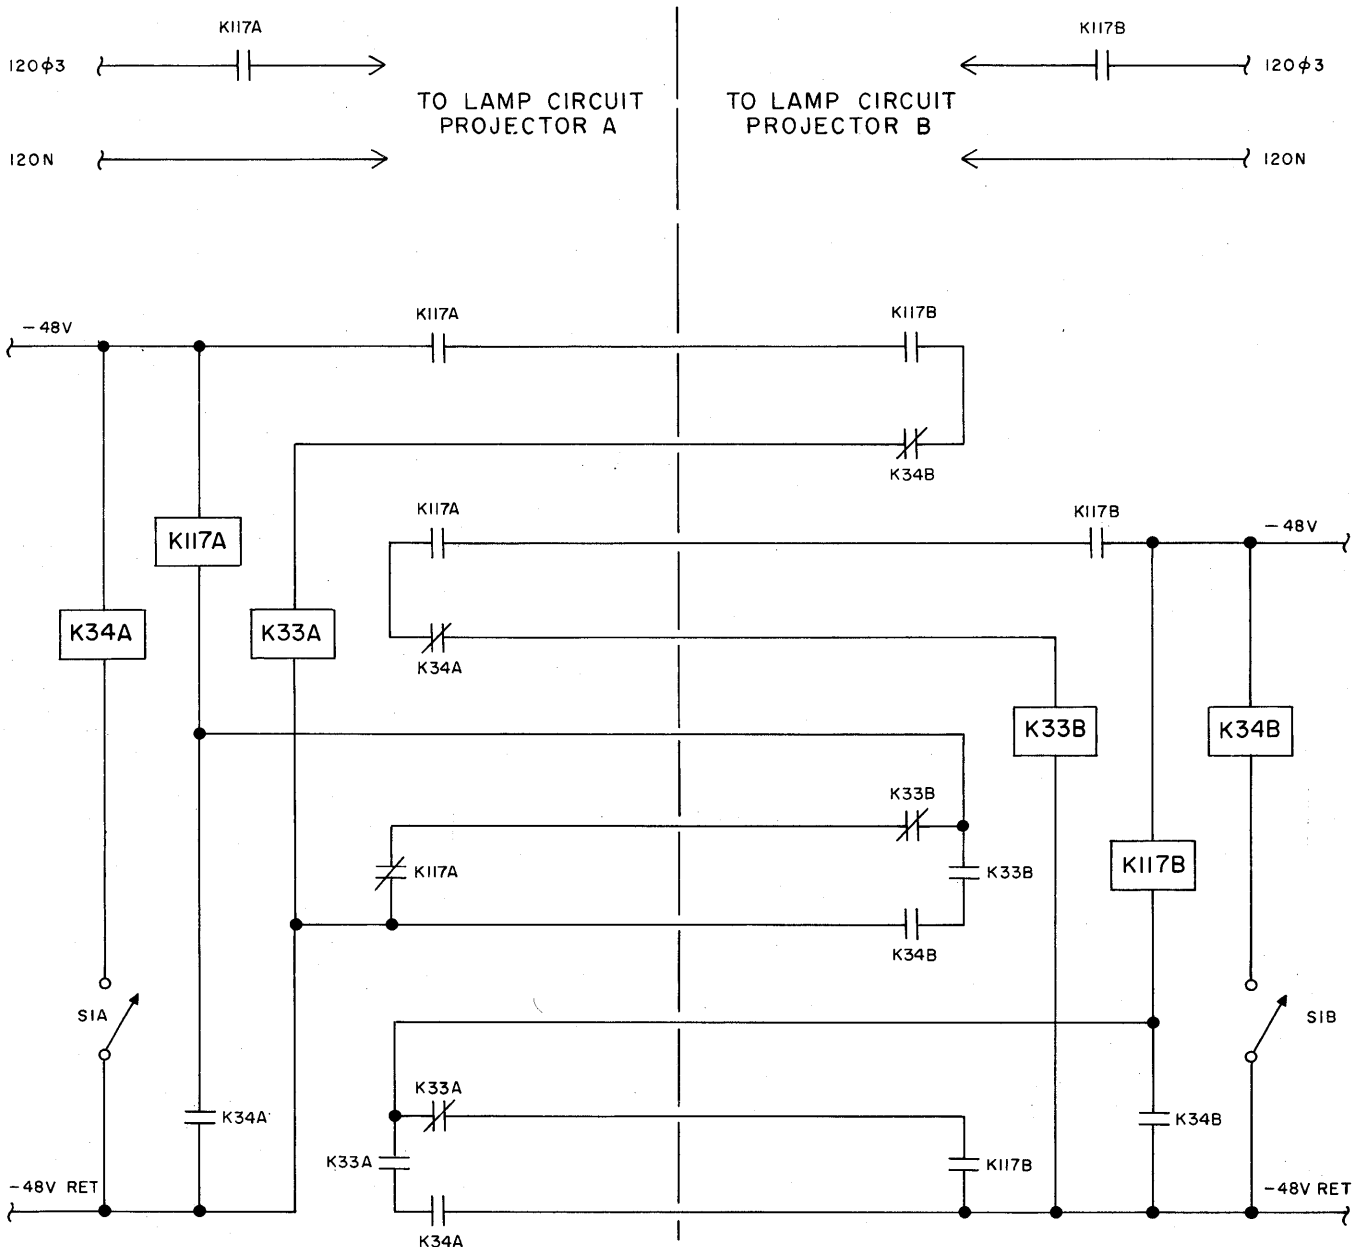 K117A
K117B
120ϕ3
120ϕ3
TO LAMP CIRCUIT
PROJECTOR A
TO LAMP CIRCUIT
PROJECTOR B
120N
120N
-48V
K117A
K117B
K34B
K117A
K117B
-48V
K117A
K34A
K33A
K34A
K33B
K34B
K33B
K117A
K33B
K117B
K34B
S1A
S1B
K33A
K34A
K34B
K33A
K117B
-48V RET
-48V RET
K34A